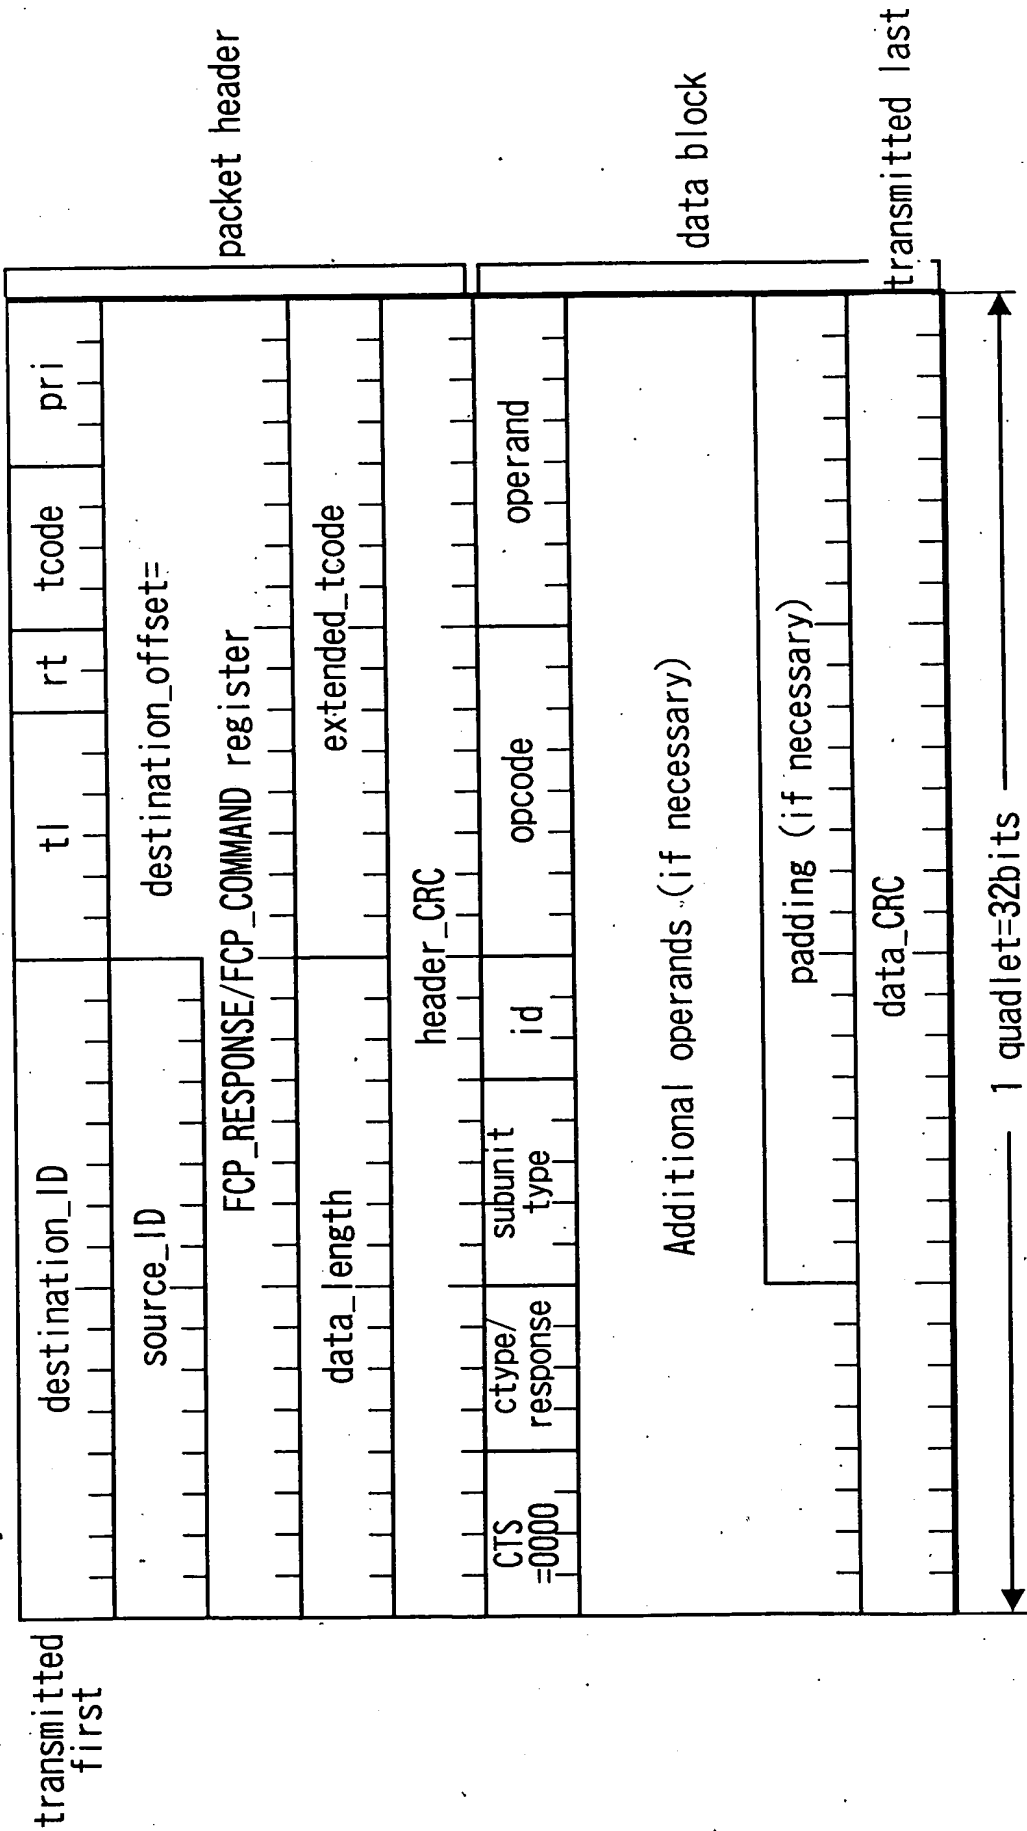 transmitted
first
destination_ID
tl
rt
tcode
pri
source_ID
destination_offset=
FCP_RESPONSE/FCP_COMMAND register
data_length
extended_tcode
header_CRC
packet header
CTS
=0000
ctype/
response
subunit
type
id
opcode
operand
Additional operands (if necessary)
padding (if necessary)
data_CRC
data block
transmitted last
1 quadlet=32bits